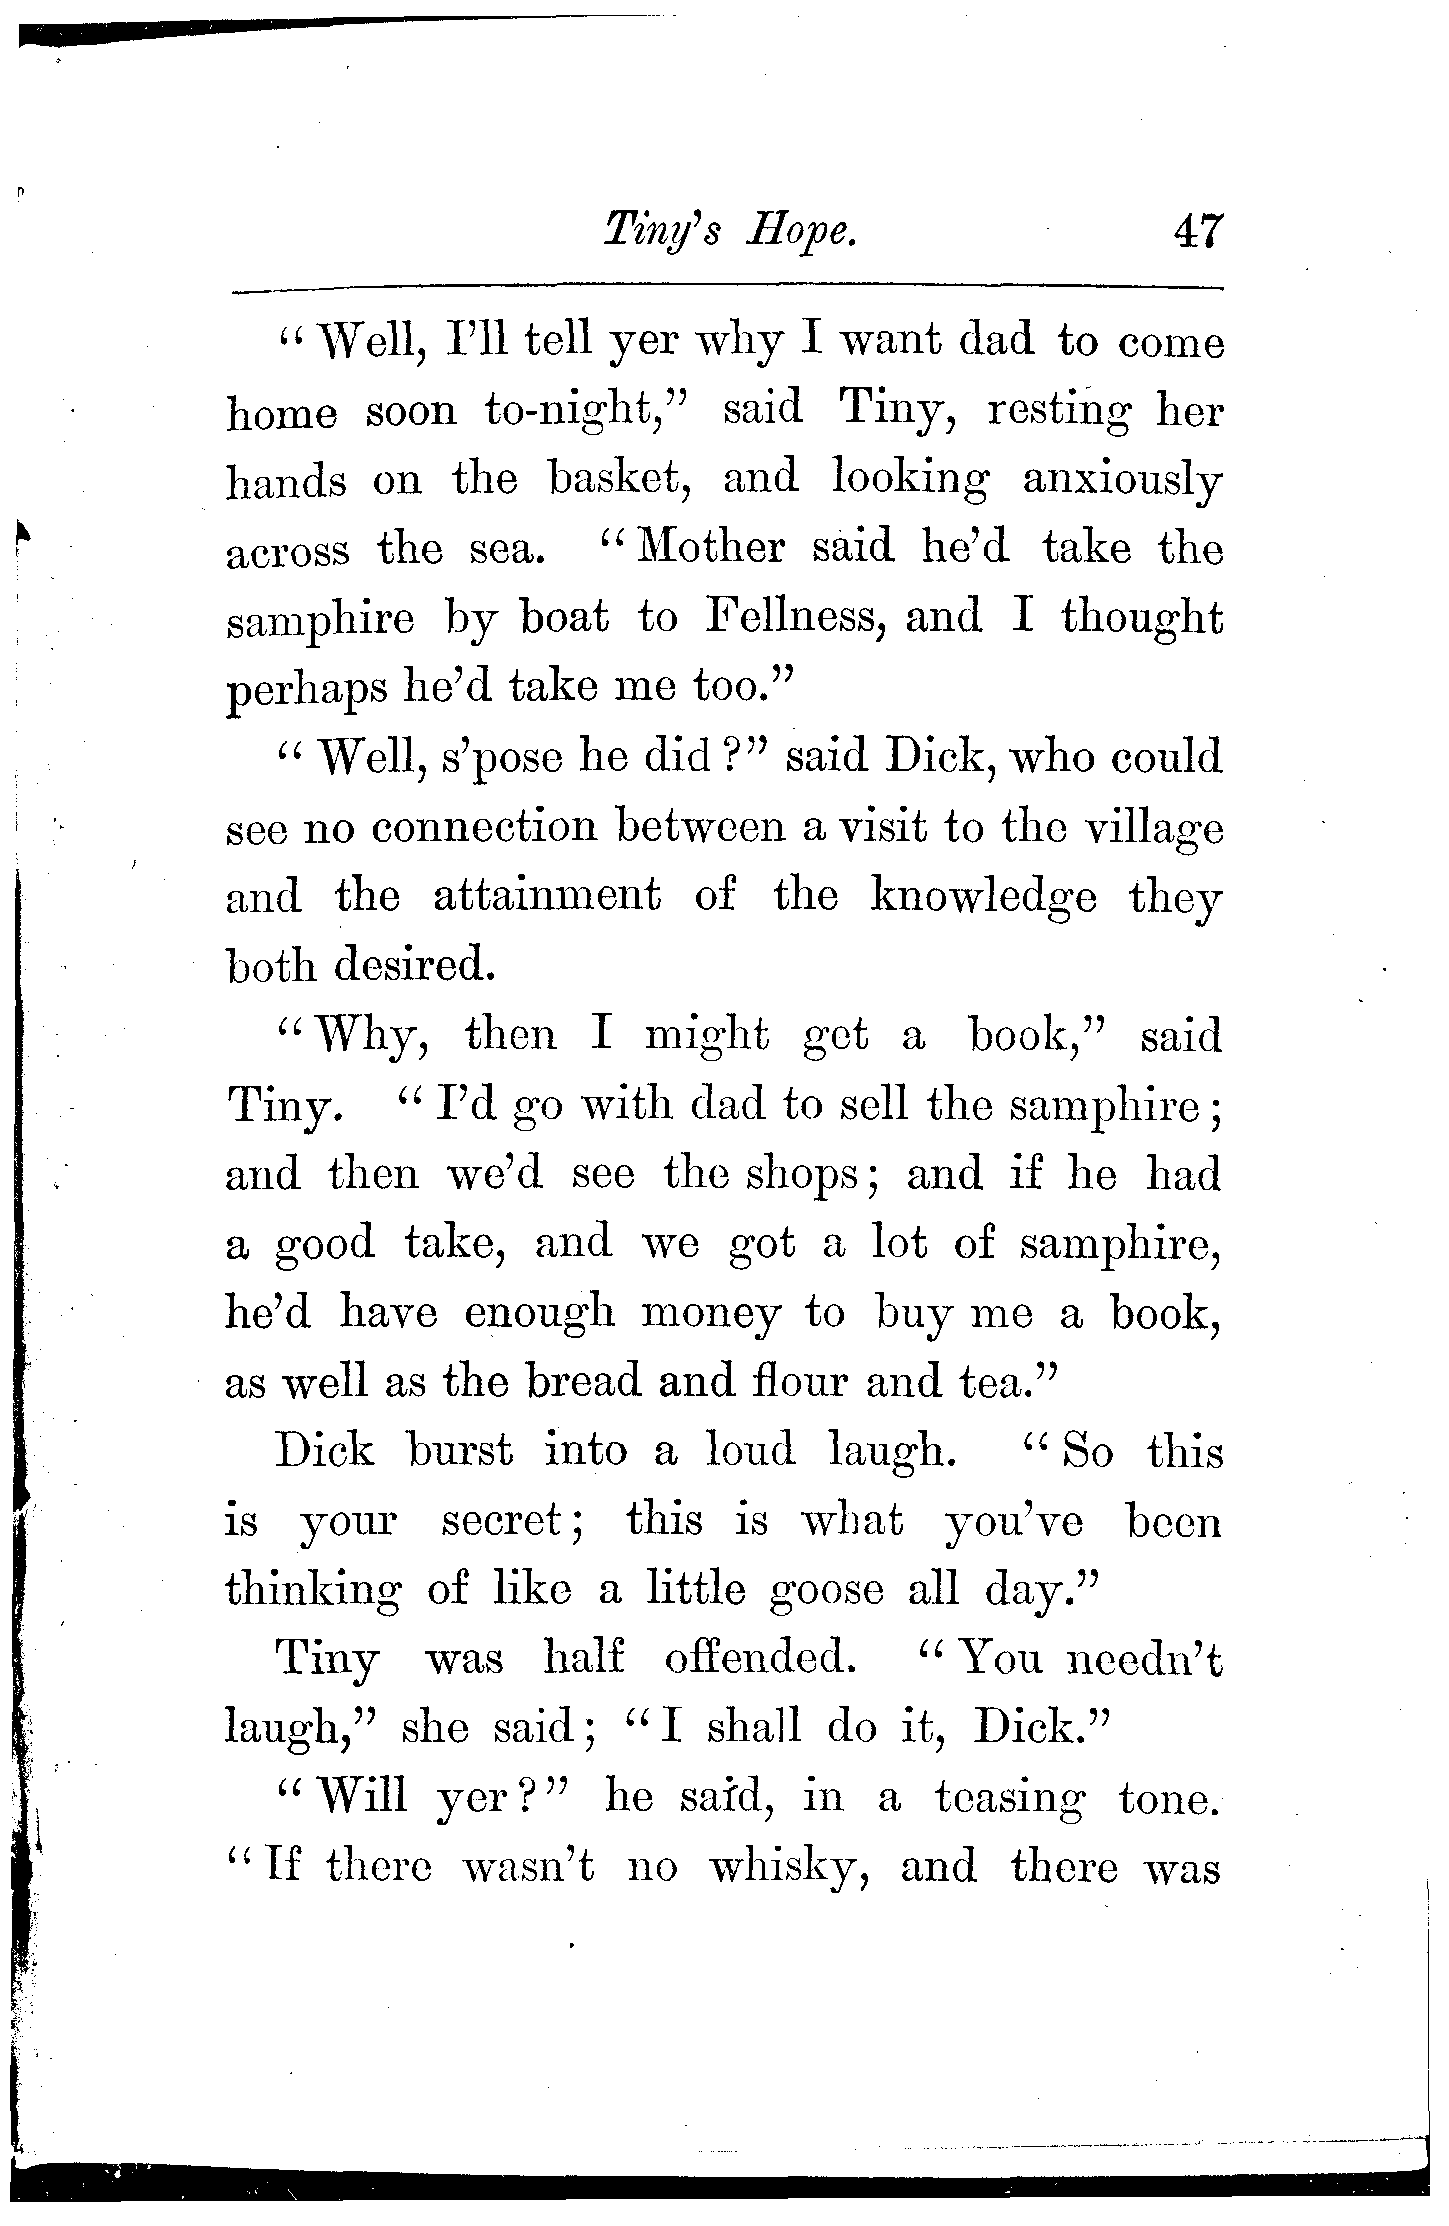 Tiny's Hope. 47
“Well, I'll tell yer why I want dad to come
home soon to-night,” said Tiny, resting her
hands on the basket, and looking anxiously
across the sea. “Mother said he'd take the
samphire by boat to Fellness, and I thought
perhaps he'd take me too.”
“Well, s'pose he did?” said Dick, who could
see no connection between a visit to the village
and the attainment of the knowledge they
both desired.
“Why, then I might get a book,” said
Tiny. “I'd go with dad to sell the samphire;
and then we'd see the shops; and if he had
a good take, and we got a lot of samphire,
he'd have enough money to buy me a book,
as well as the bread and flour and tea.”
Dick burst into a loud laugh. “So this
is your secret; this is what you've been
thinking of like a little goose all day.”
Tiny was half offended. “You needn't
laugh,” she said; “I shall do it, Dick.”
“Will yer?” he said, in a teasing tone.
“If there wasn't no whisky, and there was